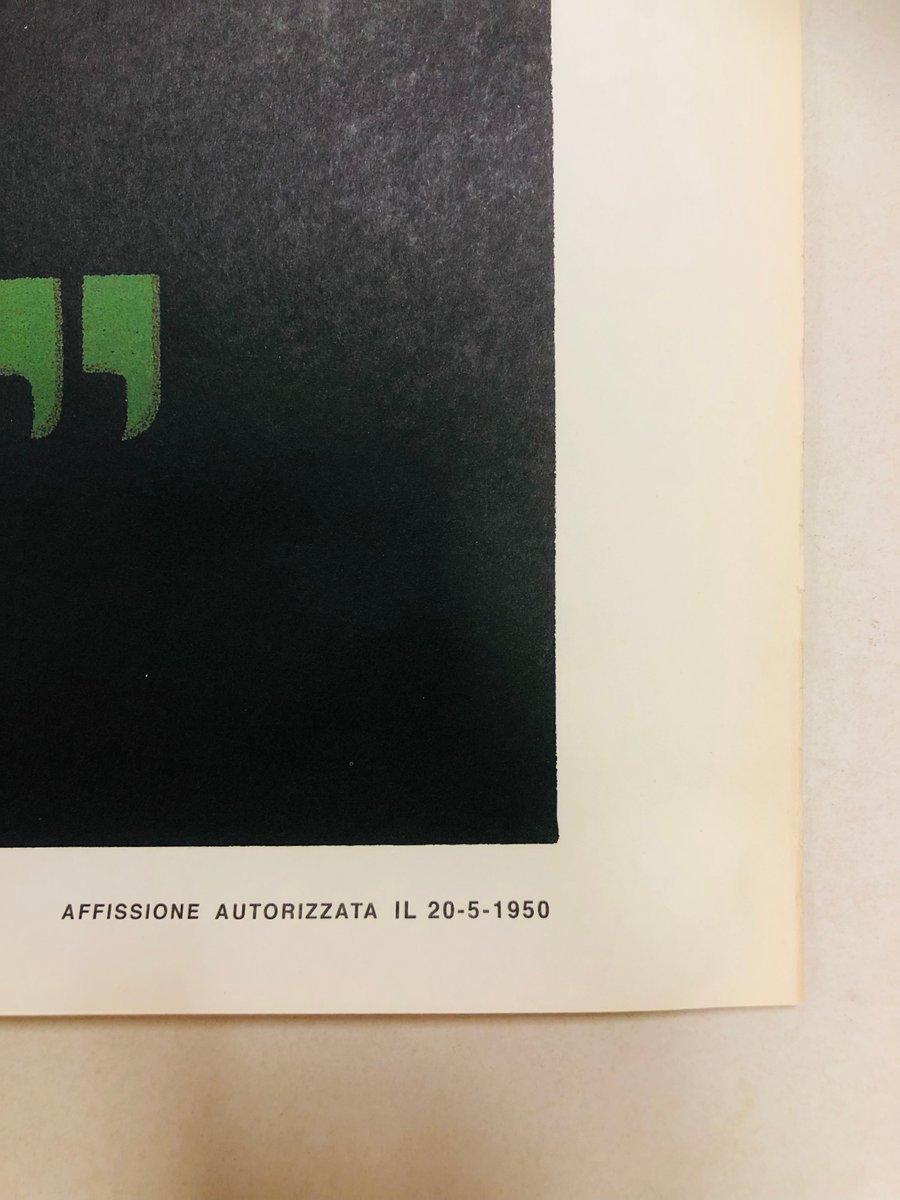 ”
AFFISSIONE AUTORIZZATA IL 20-5-1950